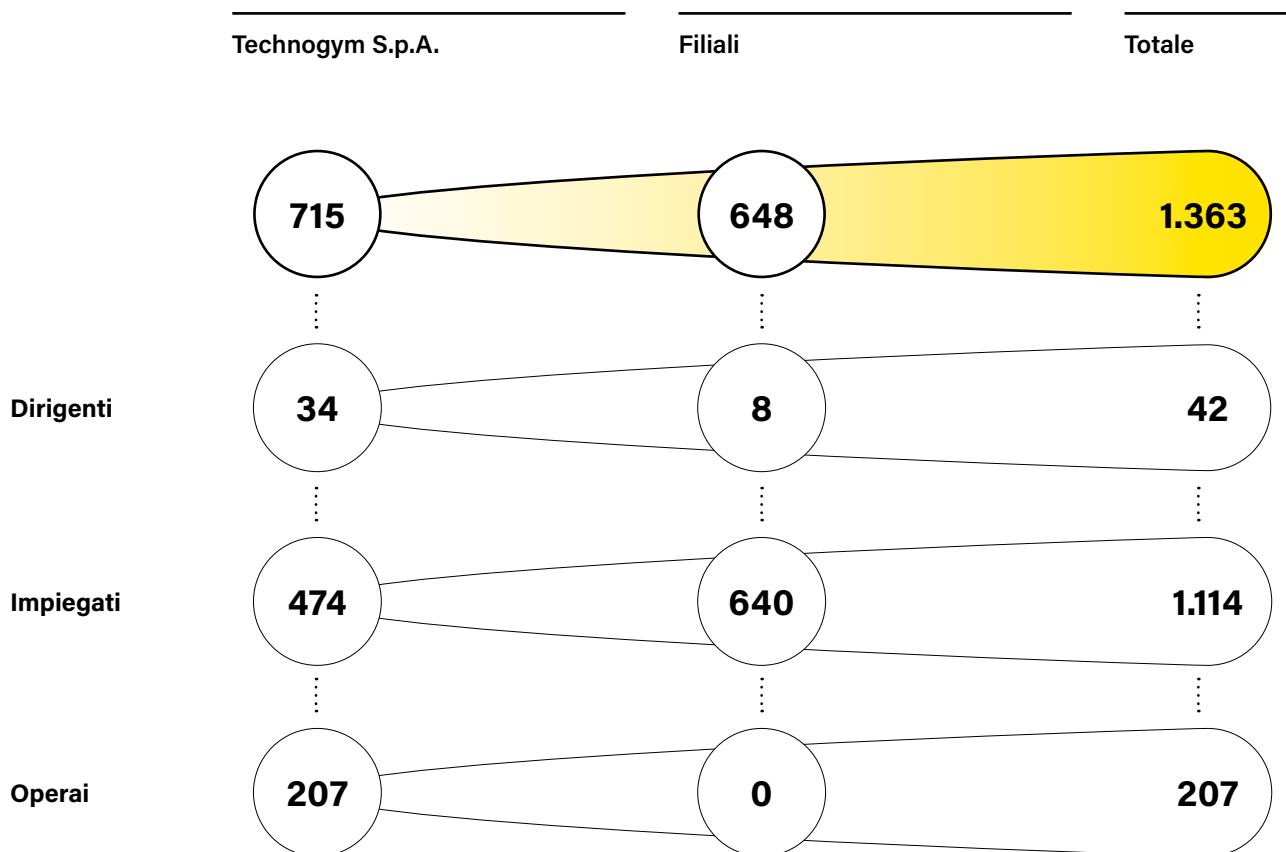 Technogym S.p.A. Filiali Totale
715 648 1.363
Dirigenti 34 8 42
Impiegati 474 640 1.114
Operai 207 0 207